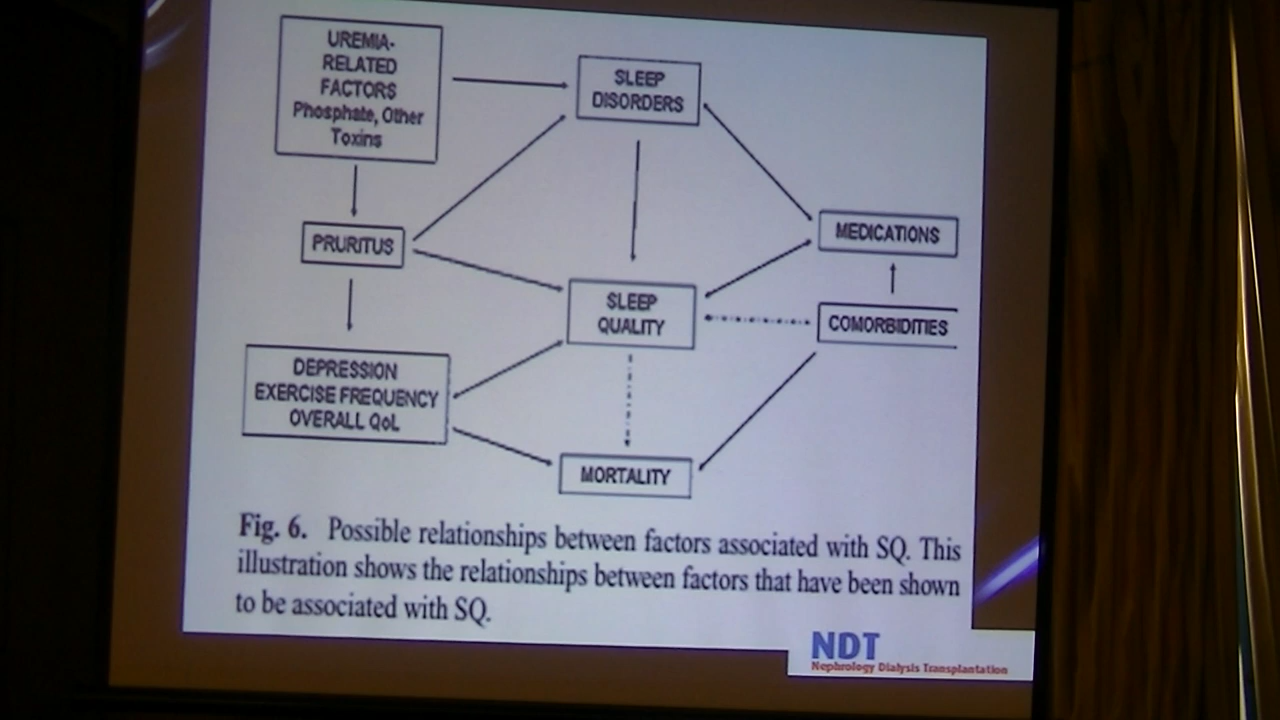 UREMIA-
RELATED
FACTORS
Phosphate, Other
Toxins
SLEEP
DISORDERS
PRURITUS
MEDICATIONS
SLEEP
QUALITY
COMORBIDITIES
DEPRESSION
EXERCISE FREQUENCY
OVERALL QoL
MORTALITY
Fig. 6. Possible relationships between factors associated with SQ. This
illustration shows the relationships between factors that have been shown
to be associated with SQ.
NDT
Nephrology Dialysis Transplantation